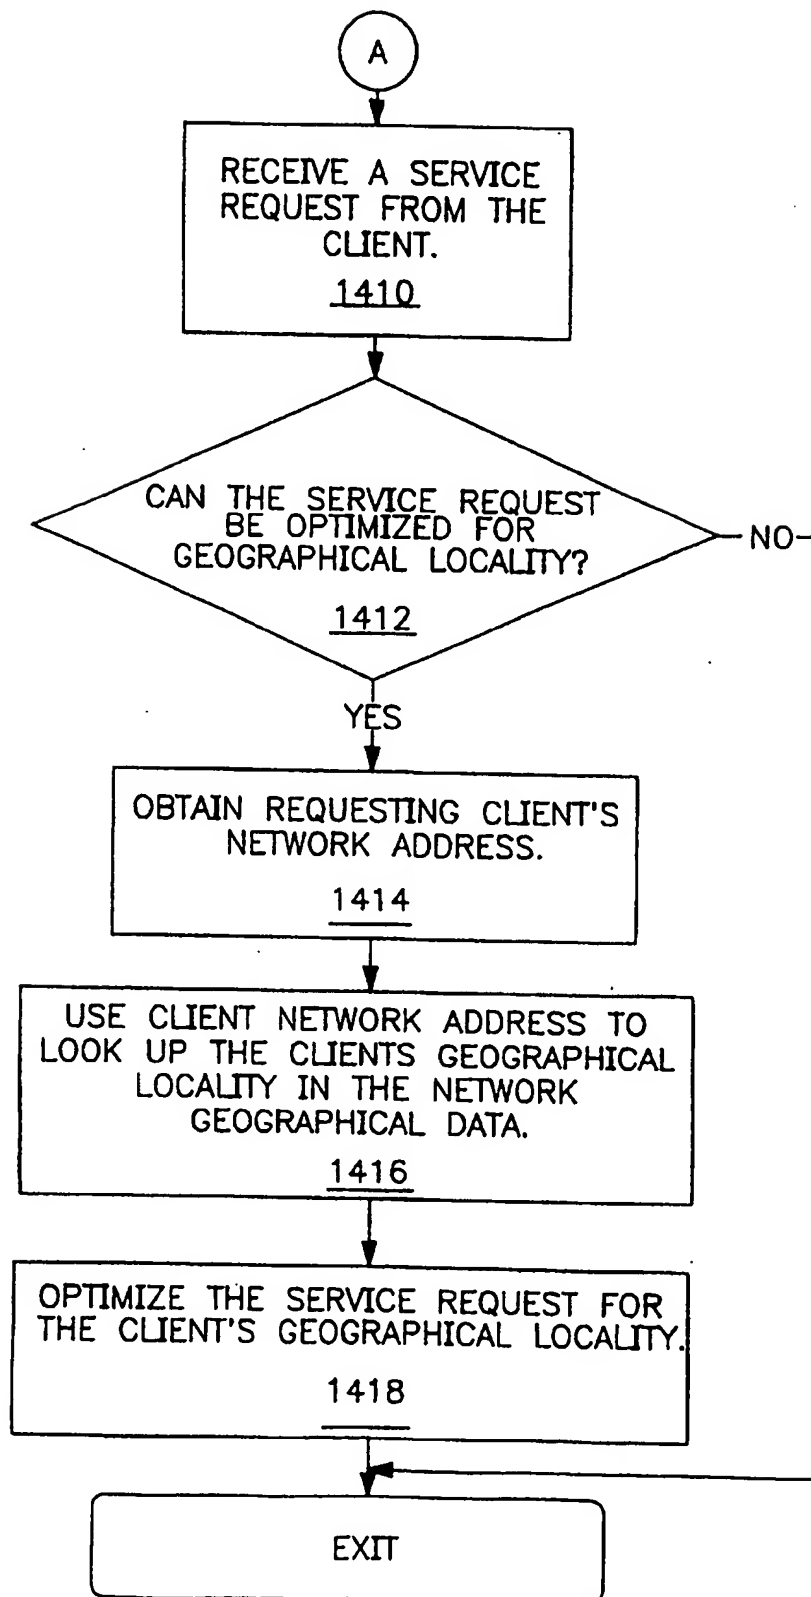 A
RECEIVE A SERVICE
REQUEST FROM THE
CLIENT.
1410
CAN THE SERVICE REQUEST
BE OPTIMIZED FOR
GEOGRAPHICAL LOCALITY?
1412
NO
YES
OBTAIN REQUESTING CLIENT'S
NETWORK ADDRESS.
1414
USE CLIENT NETWORK ADDRESS TO
LOOK UP THE CLIENTS GEOGRAPHICAL
LOCALITY IN THE NETWORK
GEOGRAPHICAL DATA.
1416
OPTIMIZE THE SERVICE REQUEST FOR
THE CLIENT'S GEOGRAPHICAL LOCALITY.
1418
EXIT